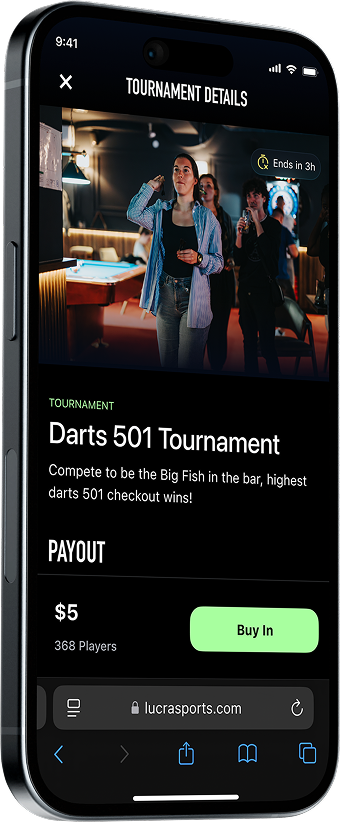 9:41
TOURNAMENT DETAILS
Ends in 3h
TOURNAMENT
Darts 501 Tournament
Compete to be the Big Fish in the bar, highest
darts 501 checkout wins!
PAYOUT
$5
368 Players
Buy In
lucrasports.com